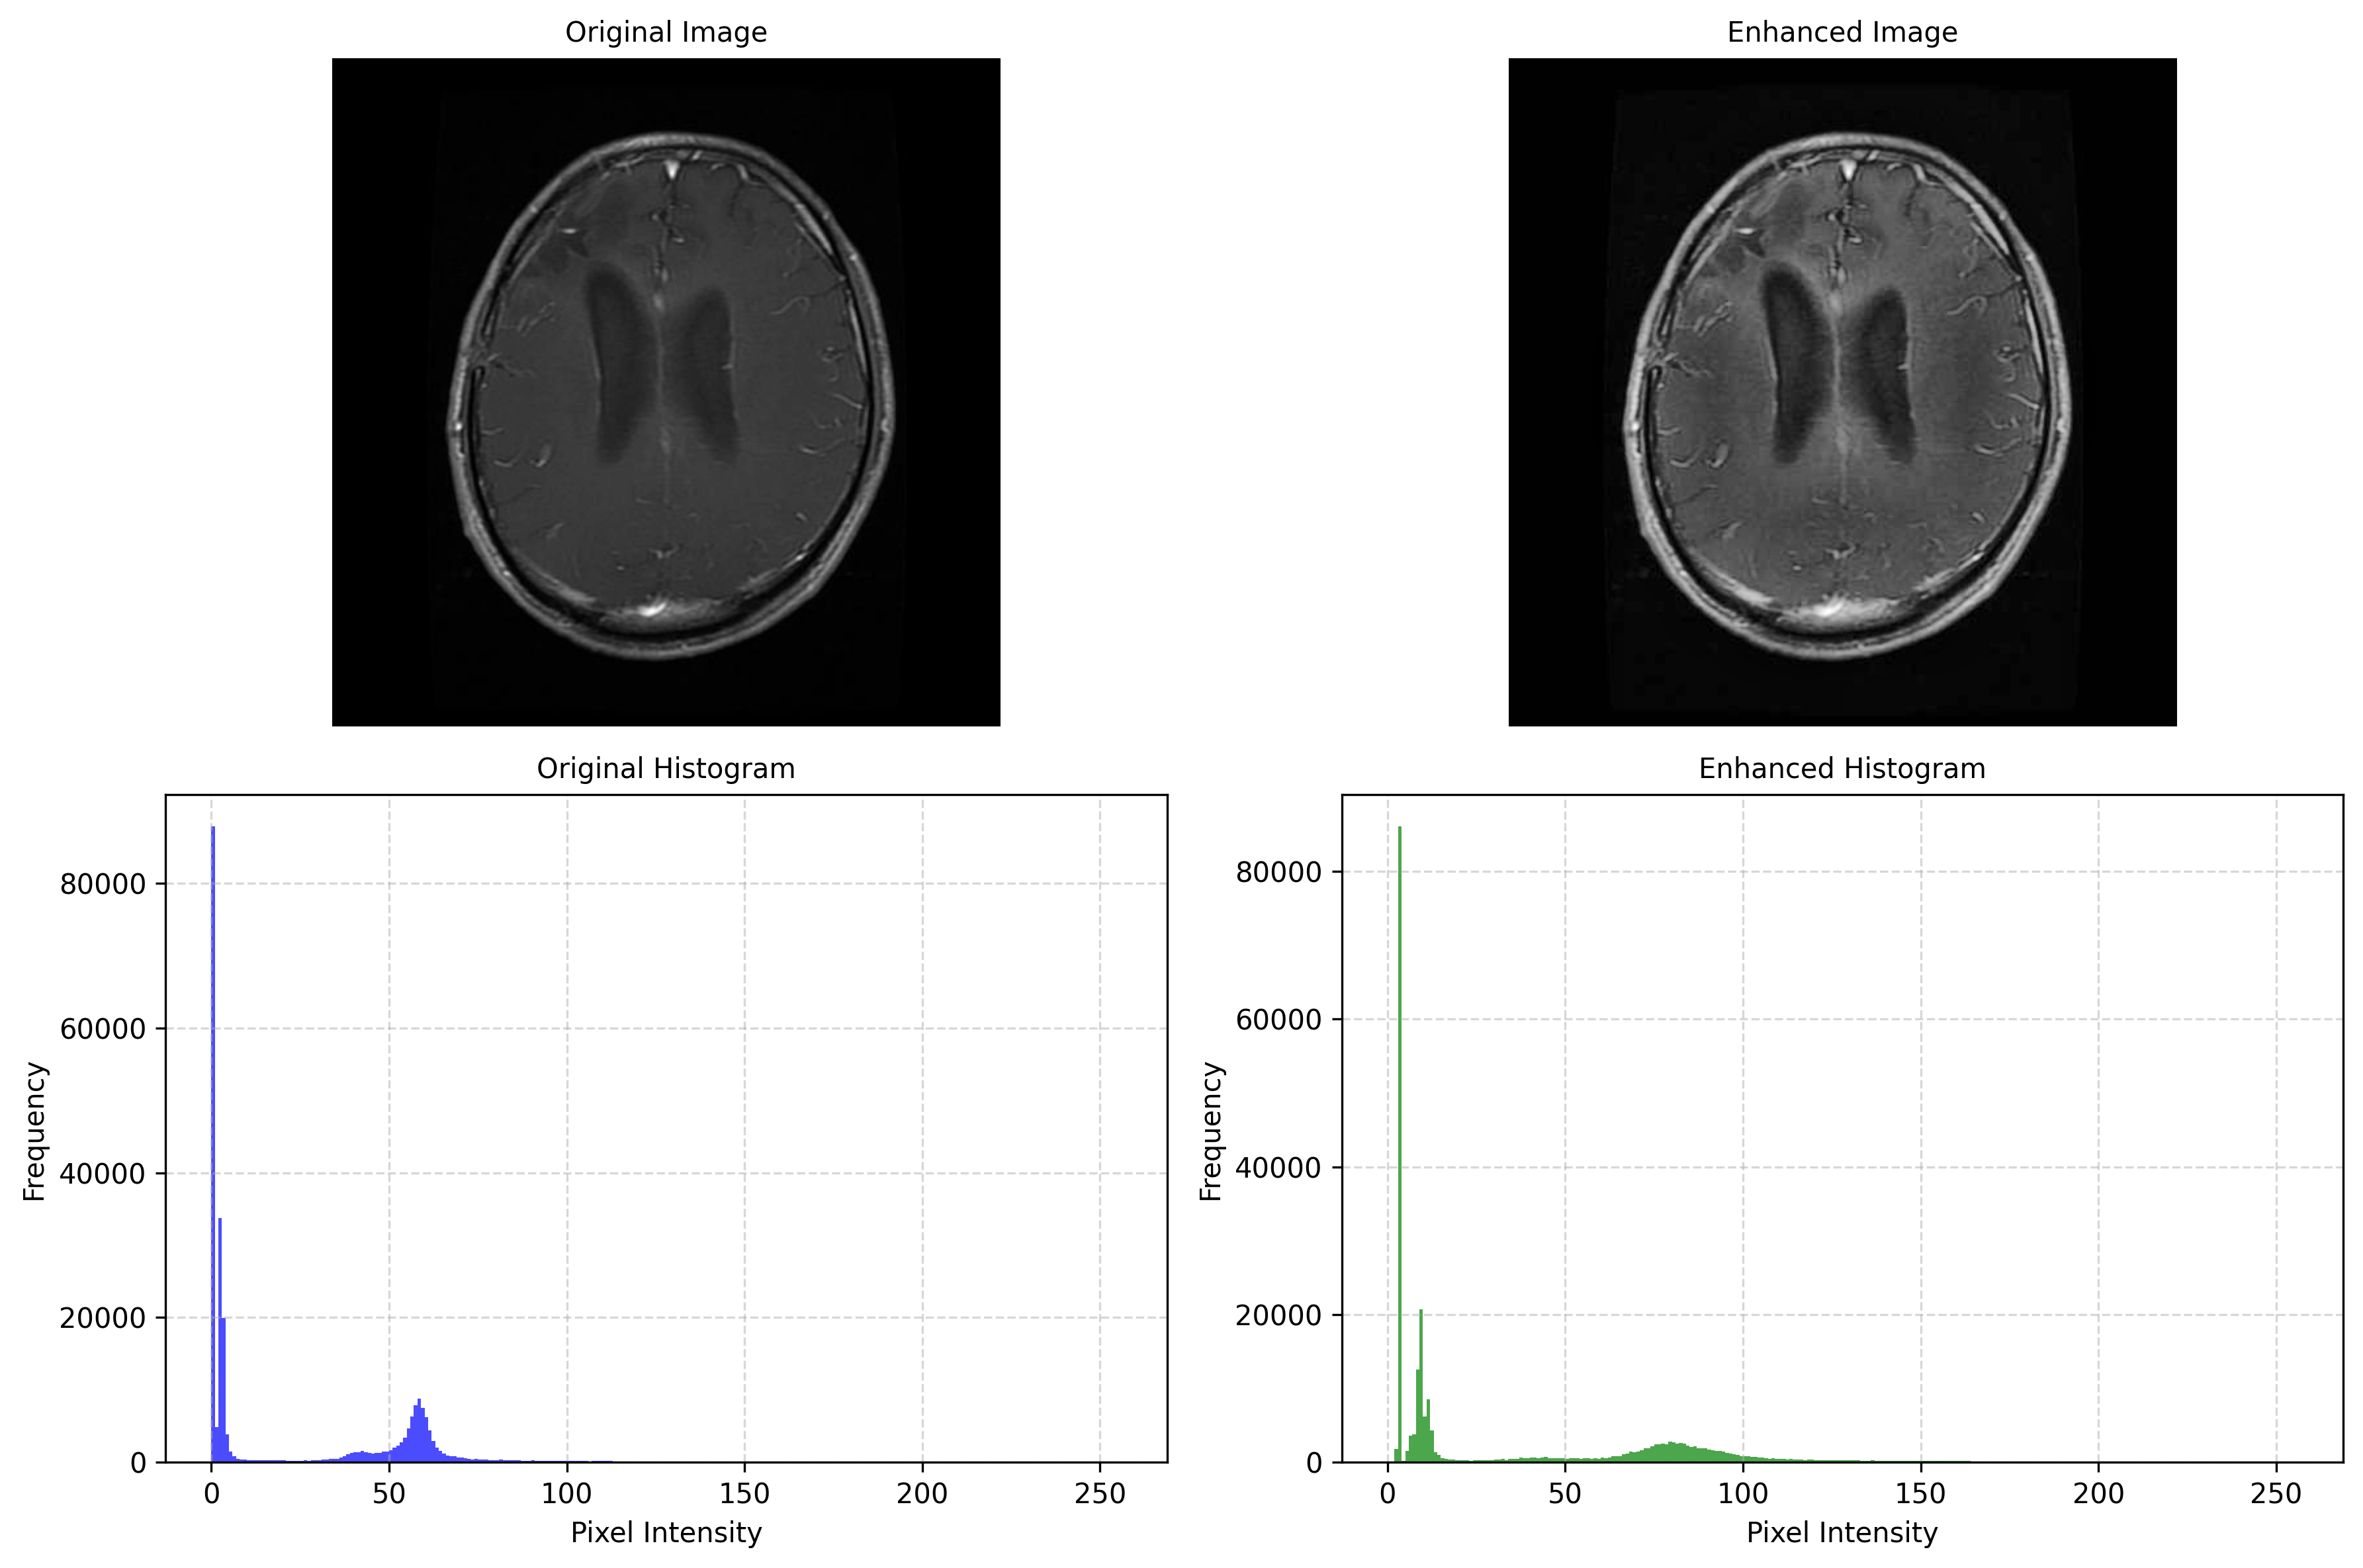 Original Image
Enhanced Image
Original Histogram
Enhanced Histogram
80000
60000
40000
20000
0
Frequency
0 50 100 150 200 250
Pixel Intensity
80000
60000
40000
20000
0
Frequency
0 50 100 150 200 250
Pixel Intensity